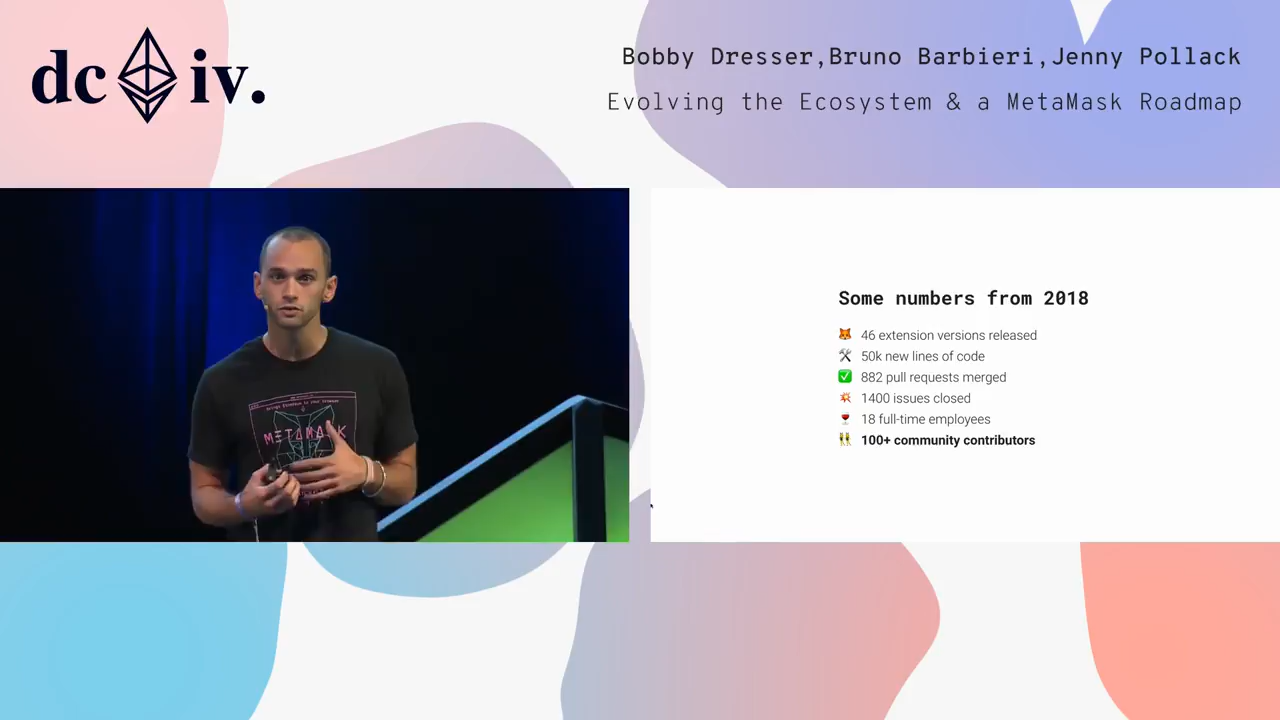 dc iv.
Bobby Dresser,Bruno Barbieri,Jenny Pollack
Evolving the Ecosystem & a MetaMask Roadmap
METAMASK
Some numbers from 2018
46 extension versions released
50k new lines of code
882 pull requests merged
1400 issues closed
18 full-time employees
100+ community contributors